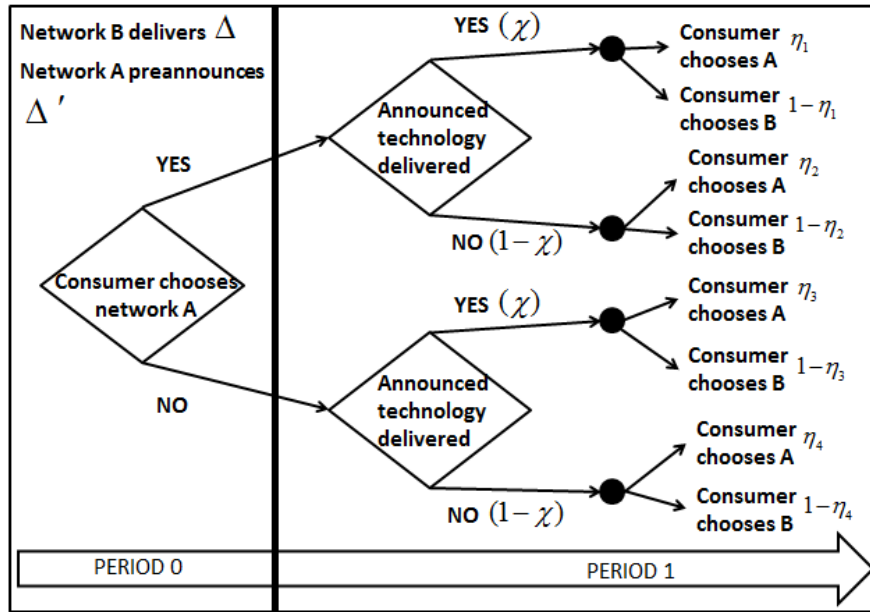 Network B delivers Δ
Network A preannounces
Δ '
YES
Consumer chooses
network A
NO
YES (χ)
Announced
technology
delivered
NO (1−χ)
Consumer η₁
chooses A
Consumer 1−η₁
chooses B
Consumer η₂
chooses A
Consumer 1−η₂
chooses B
YES (χ)
Announced
technology
delivered
NO (1−χ)
Consumer η₃
chooses A
Consumer 1−η₃
chooses B
Consumer η₄
chooses A
Consumer 1−η₄
chooses B
PERIOD 0
PERIOD 1